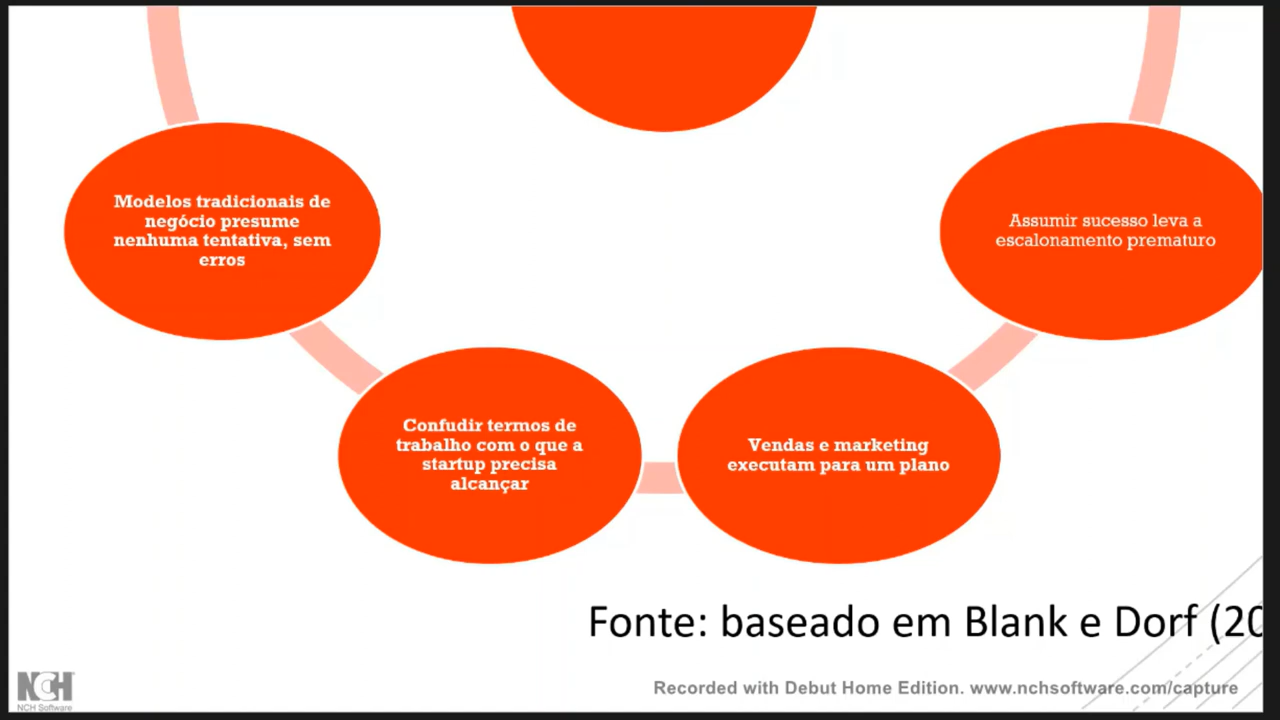 Modelos tradicionais de
negócio presume
nenhuma tentativa, sem
erros
Assumir sucesso leva a
escalonamento prematuro
Confudir termos de
trabalho com o que a
startup precisa
alcançar
Vendas e marketing
executam para um plano
Fonte: baseado em Blank e Dorf (20
NCH
NCH Software
Recorded with Debut Home Edition. www.nchsoftware.com/capture